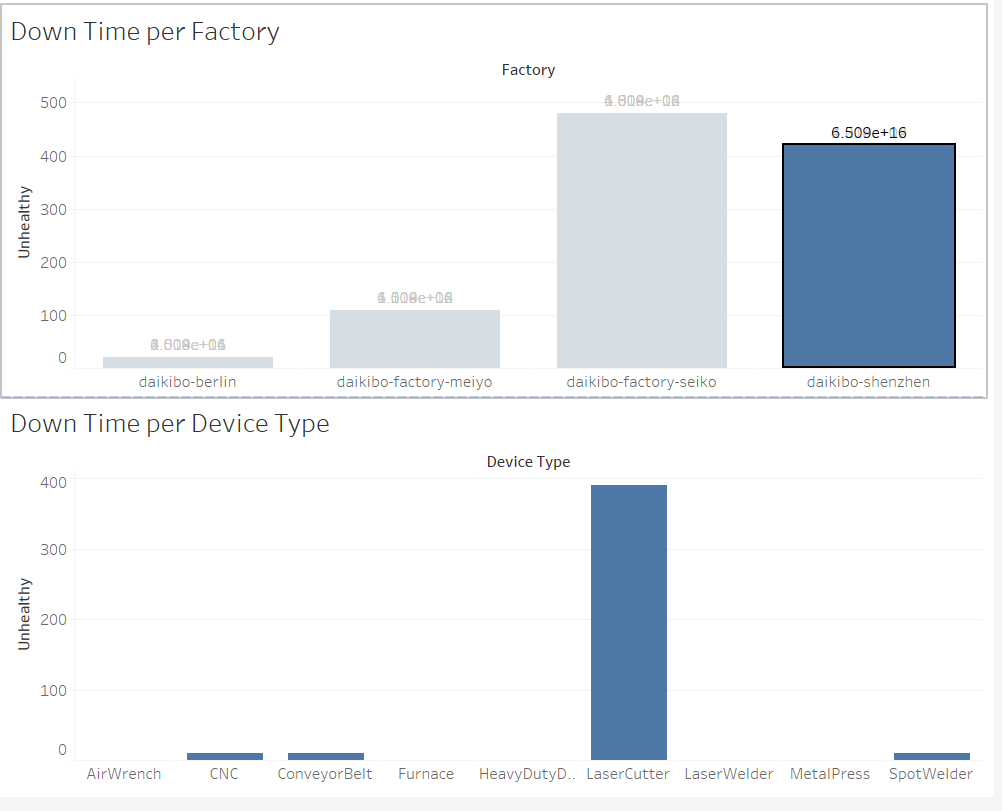 Down Time per Factory
Factory
500
400
300
200
100
0
Unhealthy
6.509e+16
daikibo-berlin daikibo-factory-meiyo daikibo-factory-seiko daikibo-shenzhen
Down Time per Device Type
Device Type
400
300
200
100
0
Unhealthy
AirWrench CNC ConveyorBelt Furnace HeavyDutyD.. LaserCutter LaserWelder MetalPress SpotWelder